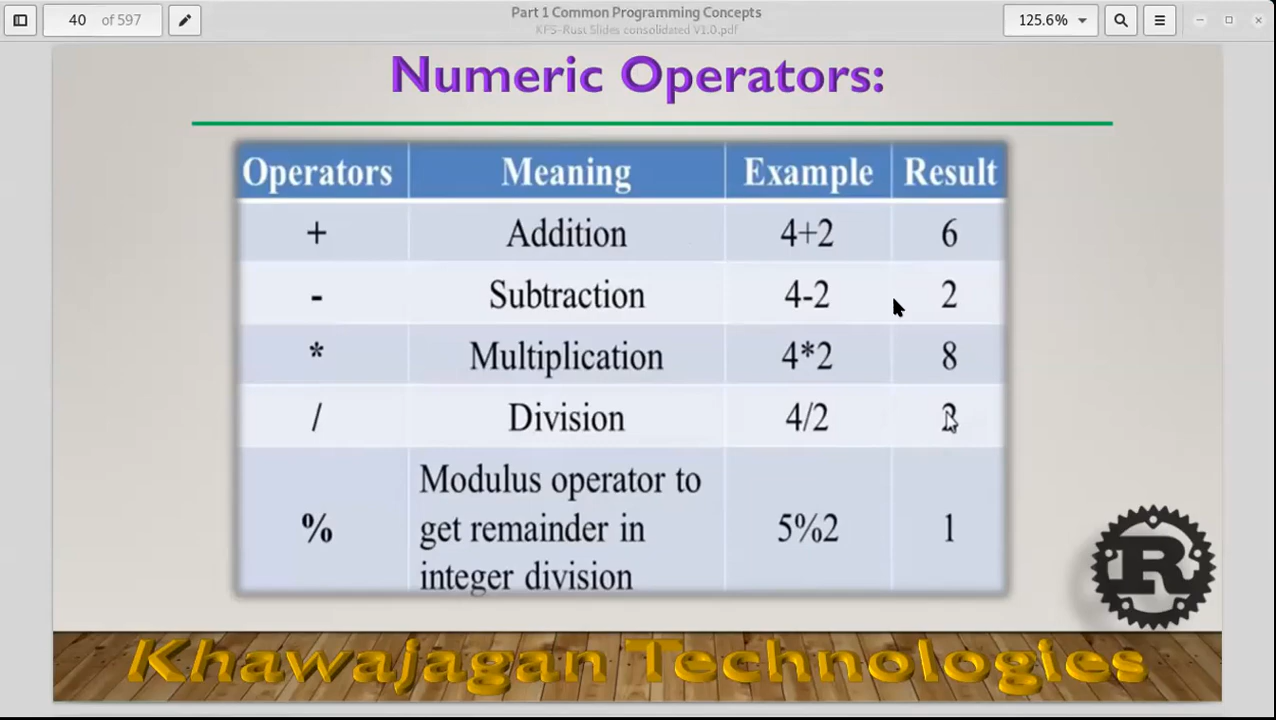 40 of 597
Part 1 Common Programming Concepts
KFS-Rust Slides consolidated V1.0.pdf
125.6%
Numeric Operators:
Operators Meaning Example Result
+ Addition 4+2 6
- Subtraction 4-2 2
* Multiplication 4*2 8
/ Division 4/2 2
% Modulus operator to
get remainder in 5%2 1
integer division
R
Khawajagan Technologies